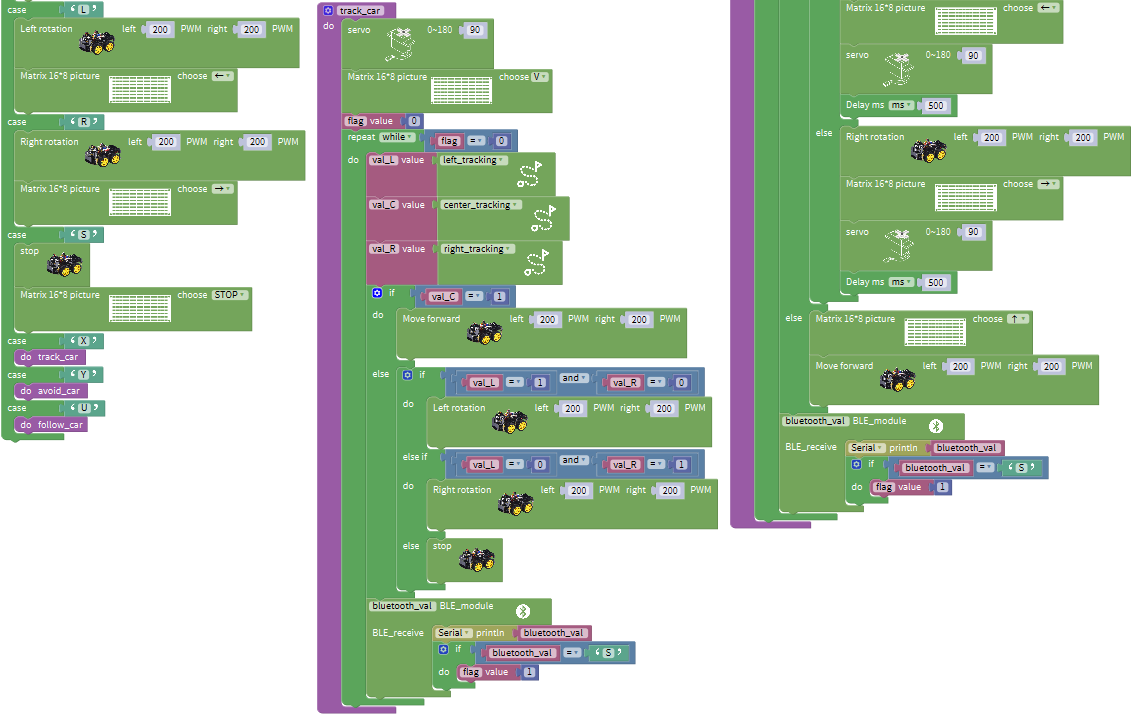 case “ L ”
Left rotation left 200 PWM right 200 PWM
Matrix 16*8 picture choose ←
case “ R ”
Right rotation left 200 PWM right 200 PWM
Matrix 16*8 picture choose →
case “ S ”
stop
Matrix 16*8 picture choose STOP
case “ X ”
do track_car
case “ Y ”
do avoid_car
case “ U ”
do follow_car
track_car
do servo 0~180 90
Matrix 16*8 picture choose V
flag value 0
repeat while flag = 0
do val_L value left_tracking
val_C value center_tracking
val_R value right_tracking
if val_C = 1
do Move forward left 200 PWM right 200 PWM
else if val_L = 1 and val_R = 0
do Left rotation left 200 PWM right 200 PWM
else if val_L = 0 and val_R = 1
do Right rotation left 200 PWM right 200 PWM
else stop
bluetooth_val BLE_module
BLE_receive Serial println bluetooth_val
if bluetooth_val = “ S ”
do flag value 1
Matrix 16*8 picture choose ←
servo 0~180 90
Delay ms ms 500
else Right rotation left 200 PWM right 200 PWM
Matrix 16*8 picture choose →
servo 0~180 90
Delay ms ms 500
else Matrix 16*8 picture choose ↑
Move forward left 200 PWM right 200 PWM
bluetooth_val BLE_module
BLE_receive Serial println bluetooth_val
if bluetooth_val = “ S ”
do flag value 1